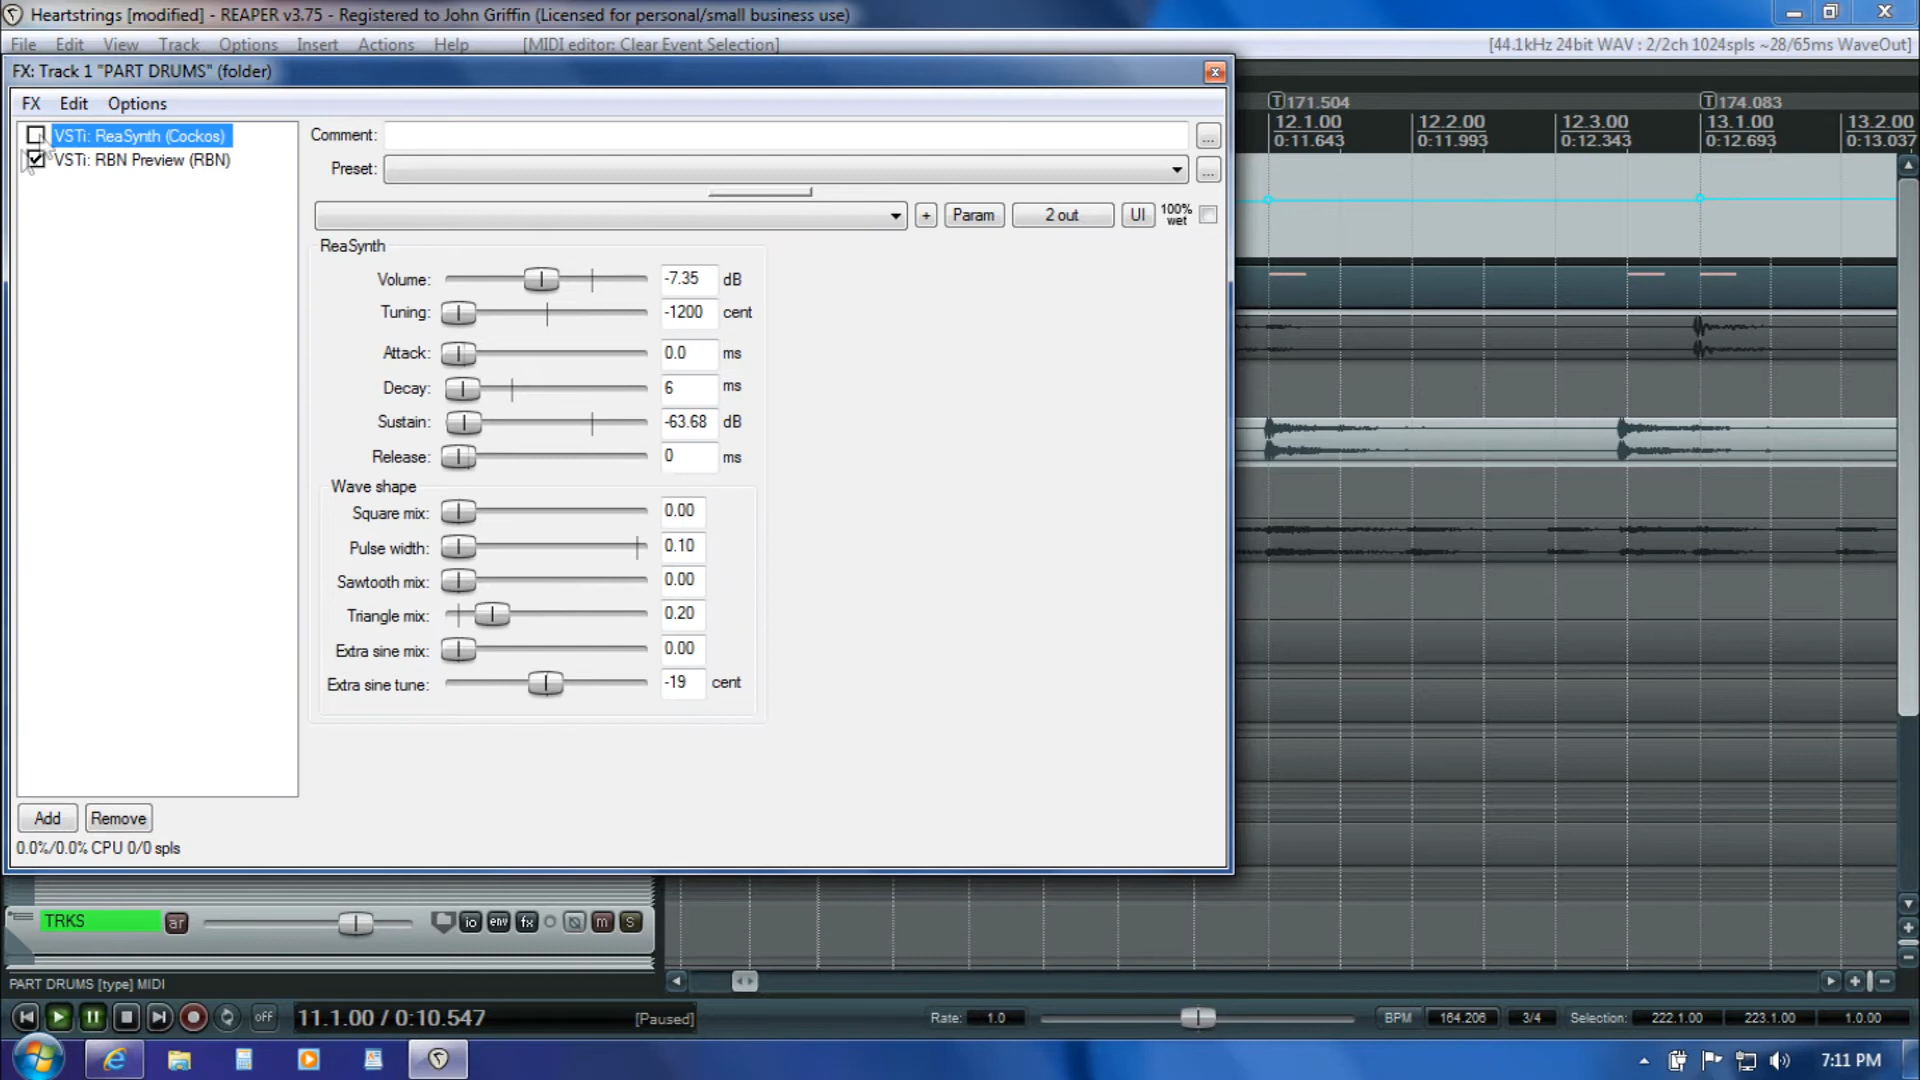 Heartstrings [modified] - REAPER v3.75 - Registered to John Griffin (Licensed for personal/small business use)
File Edit View Track Options Insert Actions Help [MIDI editor: Clear Event Selection] [44.1kHz 24bit WAV : 2/2ch 1024spls ~28/65ms WaveOut]
FX: Track 1 "PART DRUMS" (folder)
FX Edit Options
VSTi: ReaSynth (Cockos)
VSTi: RBN Preview (RBN)
Comment: ...
Preset: ...
+ Param 2 out UI 100% wet
ReaSynth
Volume: -7.35 dB
Tuning: -1200 cent
Attack: 0.0 ms
Decay: 6 ms
Sustain: -63.68 dB
Release: 0 ms
Wave shape
Square mix: 0.00
Pulse width: 0.10
Sawtooth mix: 0.00
Triangle mix: 0.20
Extra sine mix: 0.00
Extra sine tune: -19 cent
Add Remove
0.0%/0.0% CPU 0/0 spls
T 171.504 T 174.083
12.1.00 12.2.00 12.3.00 13.1.00 13.2.00
0:11.643 0:11.993 0:12.343 0:12.693 0:13.037
TRKS ar io env fx m s
PART DRUMS [type] MIDI
off 11.1.00 / 0:10.547 [Paused] Rate: 1.0 BPM 164.206 3/4 Selection: 222.1.00 223.1.00 1.0.00
7:11 PM